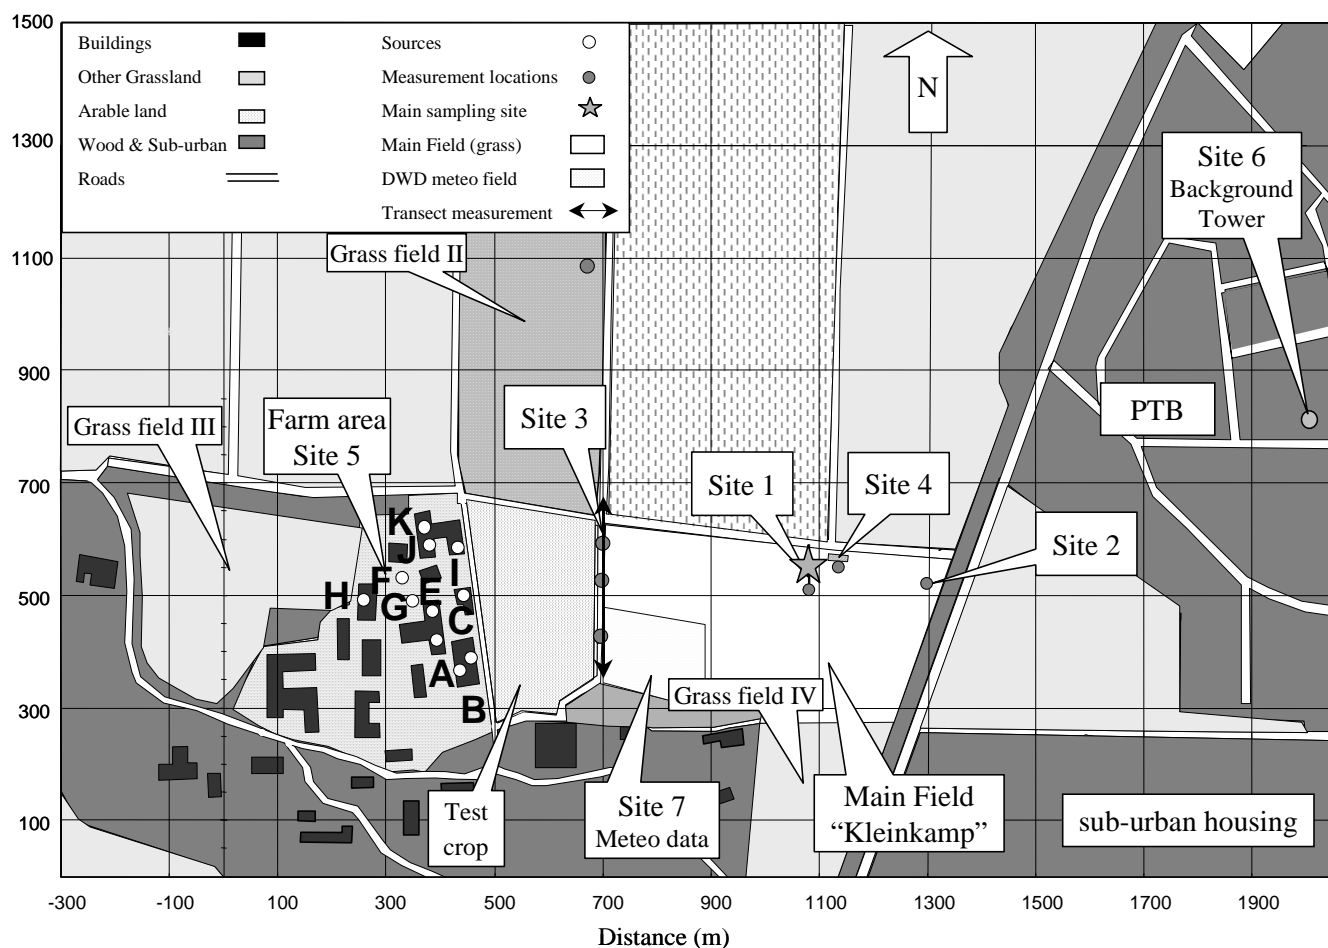 1500
1300
1100
900
700
500
300
100
Buildings
Other Grassland
Arable land
Wood & Sub-urban
Roads
Sources
Measurement locations
Main sampling site
Main Field (grass)
DWD meteo field
Transect measurement
N
Site 6
Background
Tower
Grass field II
Grass field III
Farm area
Site 5
Site 3
PTB
Site 1
Site 4
Site 2
K
J
I
H
F
E
G
C
A
B
Grass field IV
Test
crop
Site 7
Meteo data
Main Field
“Kleinkamp”
sub-urban housing
-300
-100
100
300
500
700
900
1100
1300
1500
1700
1900
Distance (m)